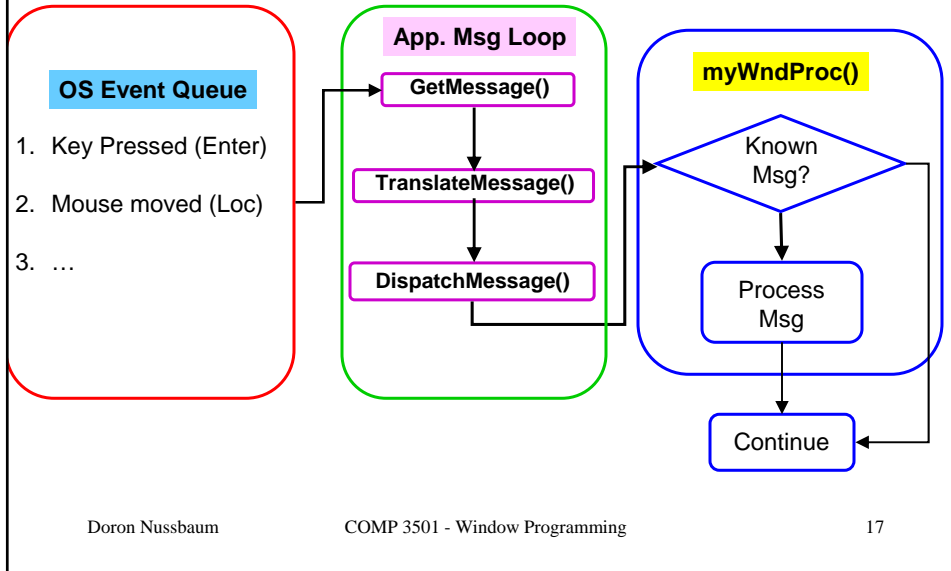 OS Event Queue
1. Key Pressed (Enter)
2. Mouse moved (Loc)
3. …
App. Msg Loop
GetMessage()
TranslateMessage()
DispatchMessage()
myWndProc()
Known
Msg?
Process
Msg
Continue
Doron Nussbaum
COMP 3501 - Window Programming
17